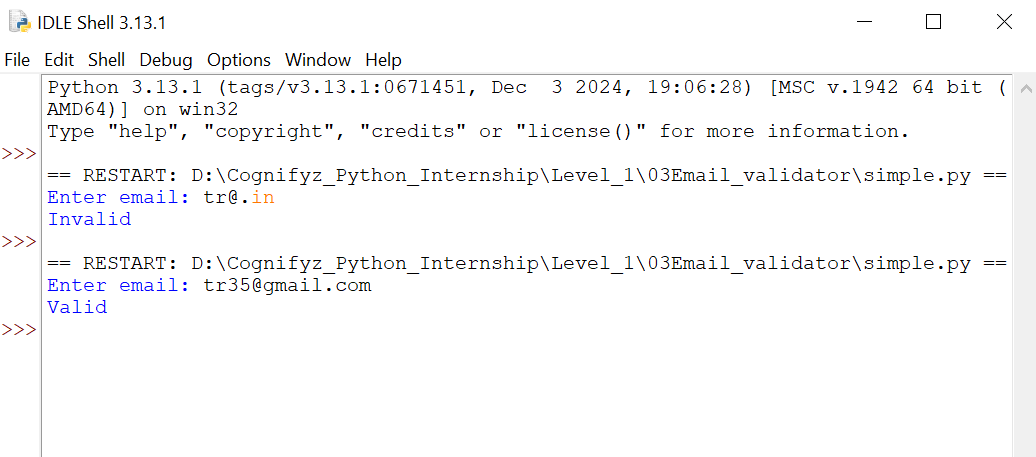 IDLE Shell 3.13.1
File Edit Shell Debug Options Window Help
Python 3.13.1 (tags/v3.13.1:0671451, Dec  3 2024, 19:06:28) [MSC v.1942 64 bit (
AMD64)] on win32
Type "help", "copyright", "credits" or "license()" for more information.
>>>
== RESTART: D:\Cognifyz_Python_Internship\Level_1\03Email_validator\simple.py ==
Enter email: tr@.in
Invalid
>>>
== RESTART: D:\Cognifyz_Python_Internship\Level_1\03Email_validator\simple.py ==
Enter email: tr35@gmail.com
Valid
>>>